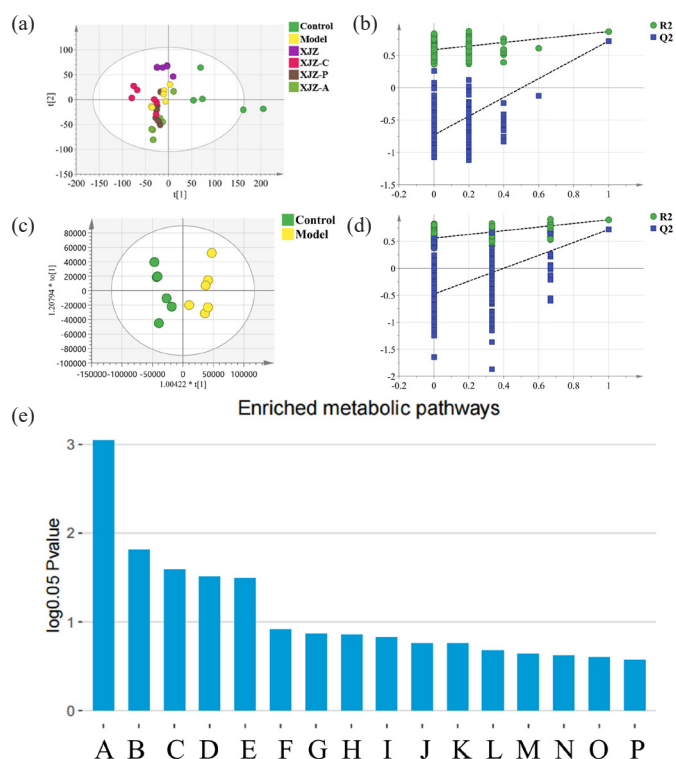 (a)
Control
Model
XJZ
XJZ-C
XJZ-P
XJZ-A
t[2]
100
50
0
-50
-100
-150
-200 -150 -100 -50 0 50 100 150 200 250
t[1]
(b)
R2
Q2
0.5
0
-0.5
-1
-1.5
-0.2 0 0.2 0.4 0.6 0.8 1
(c)
Control
Model
1.20794 * to[1]
80000
60000
40000
20000
0
-20000
-40000
-60000
-80000
-100000
-150000 -100000 -50000 0 50000 100000 150000
1.00422 * t[1]
(d)
R2
Q2
0.5
0
-0.5
-1
-1.5
-2
-0.2 0 0.2 0.4 0.6 0.8 1
(e)
Enriched metabolic pathways
log0.05 Pvalue
3
2
1
0
A B C D E F G H I J K L M N O P